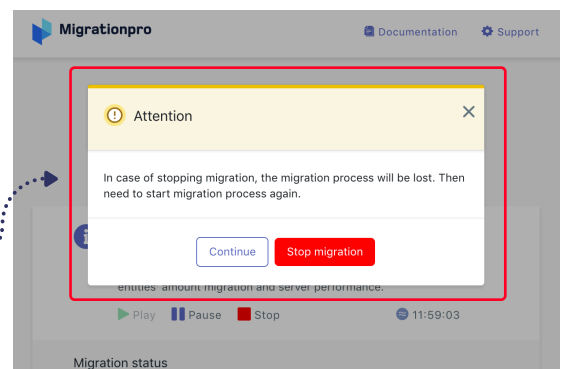 Migrationpro
Documentation
Support
Attention
In case of stopping migration, the migration process will be lost. Then
need to start migration process again.
Continue
Stop migration
entities' amount migration and server performance.
Play
Pause
Stop
11:59:03
Migration status